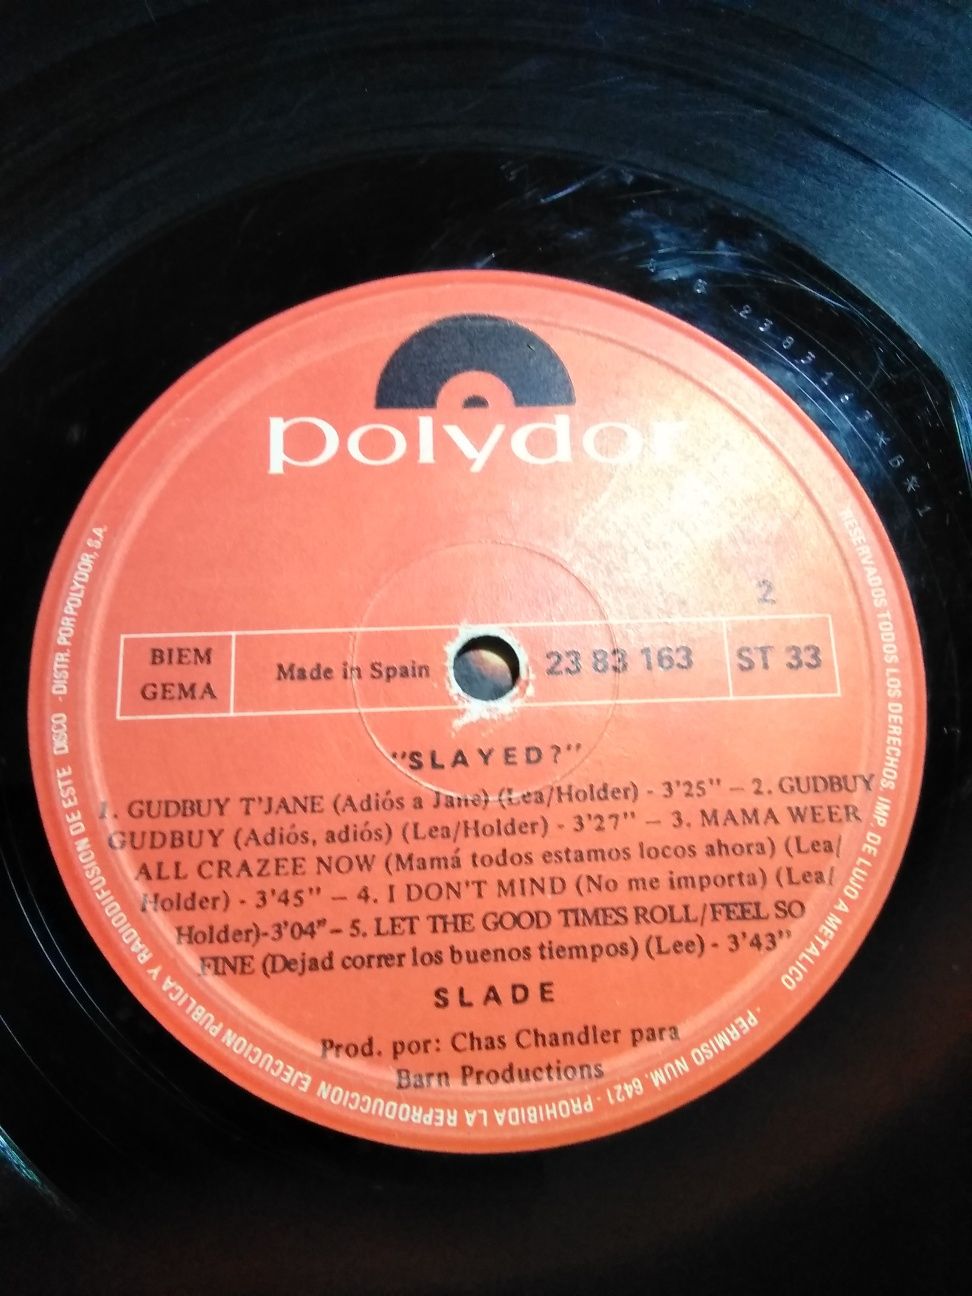 polydor
2
BIEM
GEMA
Made in Spain
23 83 163
ST 33
"SLAYED?"
1. GUDBUY T'JANE (Adiós a Jane) (Lea/Holder) - 3'25" – 2. GUDBUY
GUDBUY (Adiós, adiós) (Lea/Holder) - 3'27" – 3. MAMA WEER
ALL CRAZEE NOW (Mamá todos estamos locos ahora) (Lea/
Holder) - 3'45" – 4. I DON'T MIND (No me importa) (Lea/
Holder)-3'04"– 5. LET THE GOOD TIMES ROLL/FEEL SO
FINE (Dejad correr los buenos tiempos) (Lee) - 3'43"
SLADE
Prod. por: Chas Chandler para
Barn Productions
RESERVADOS TODOS LOS DERECHOS. IMP. DE LUJO A METALICO
·PERMISO NUM. 6421 - PROHIBIDA LA REPRODUCCION EJECUCION PUBLICA Y RADIODIFUSION DE ESTE DISCO -DISTR. POR POLYDOR, S.A.
2383163*B*1